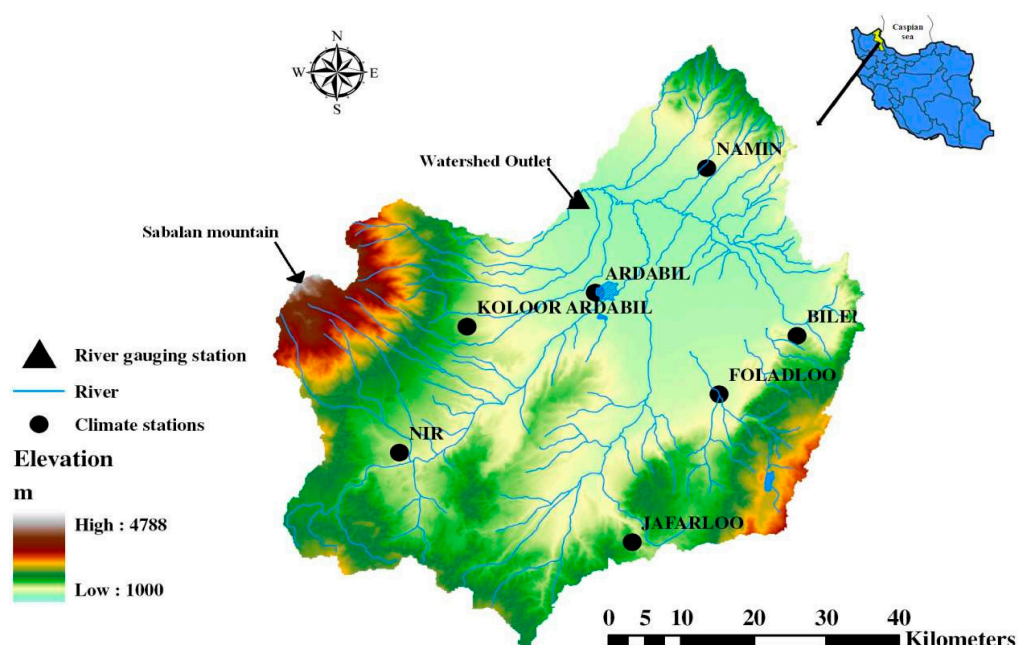 Caspian
sea
N
W E
S
NAMIN
Watershed Outlet
Sabalan mountain
ARDABIL
KOLOOR ARDABIL
BILE
River gauging station
FOLADLOO
River
Climate stations
NIR
Elevation
m
High : 4788
JAFARLOO
Low : 1000
0 5 10 20 30 40
Kilometers